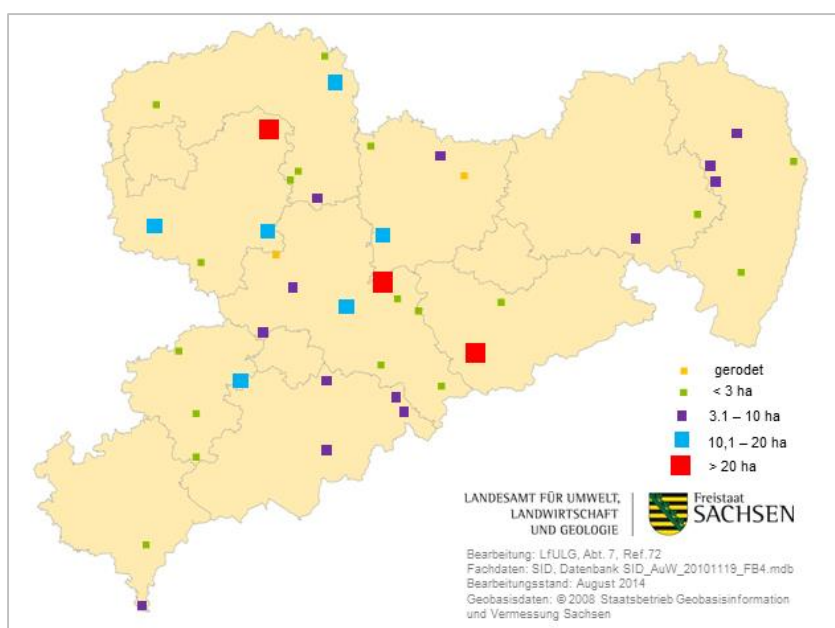 gerodet
< 3 ha
3.1 – 10 ha
10,1 – 20 ha
> 20 ha
LANDESAMT FÜR UMWELT,
LANDWIRTSCHAFT
UND GEOLOGIE
Freistaat
SACHSEN
Bearbeitung: LfULG, Abt. 7, Ref.72
Fachdaten: SID, Datenbank SID_AuW_20101119_FB4.mdb
Bearbeitungsstand: August 2014
Geobasisdaten: © 2008 Staatsbetrieb Geobasisinformation
und Vermessung Sachsen